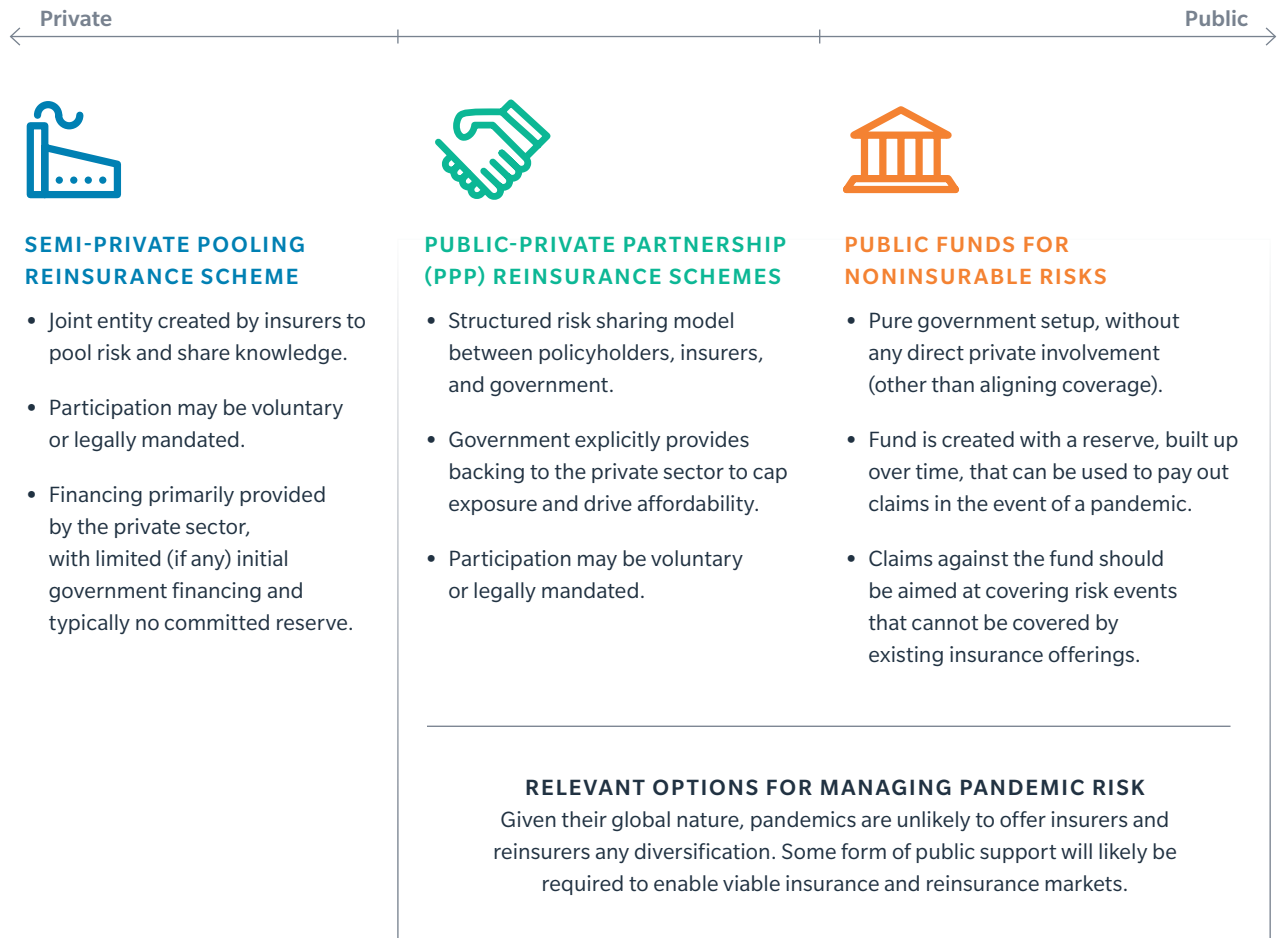 Private
Public
SEMI-PRIVATE POOLING
REINSURANCE SCHEME
• Joint entity created by insurers to
pool risk and share knowledge.
• Participation may be voluntary
or legally mandated.
• Financing primarily provided
by the private sector,
with limited (if any) initial
government financing and
typically no committed reserve.
PUBLIC-PRIVATE PARTNERSHIP
(PPP) REINSURANCE SCHEMES
• Structured risk sharing model
between policyholders, insurers,
and government.
• Government explicitly provides
backing to the private sector to cap
exposure and drive affordability.
• Participation may be voluntary
or legally mandated.
PUBLIC FUNDS FOR
NONINSURABLE RISKS
• Pure government setup, without
any direct private involvement
(other than aligning coverage).
• Fund is created with a reserve, built up
over time, that can be used to pay out
claims in the event of a pandemic.
• Claims against the fund should
be aimed at covering risk events
that cannot be covered by
existing insurance offerings.
RELEVANT OPTIONS FOR MANAGING PANDEMIC RISK
Given their global nature, pandemics are unlikely to offer insurers and
reinsurers any diversification. Some form of public support will likely be
required to enable viable insurance and reinsurance markets.